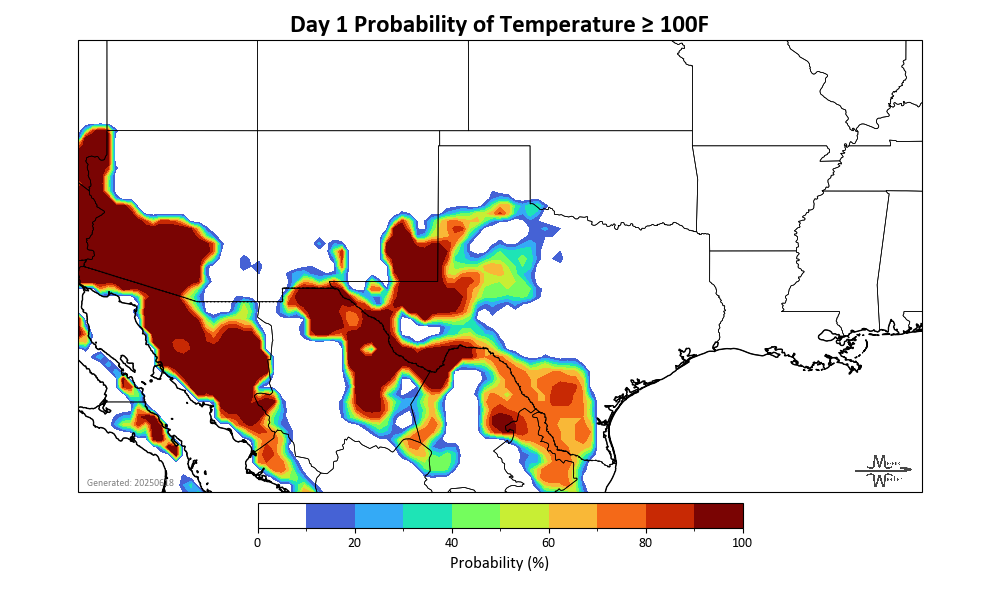 Day 1 Probability of Temperature ≥ 100F
Generated: 20250618
0 20 40 60 80 100
Probability (%)